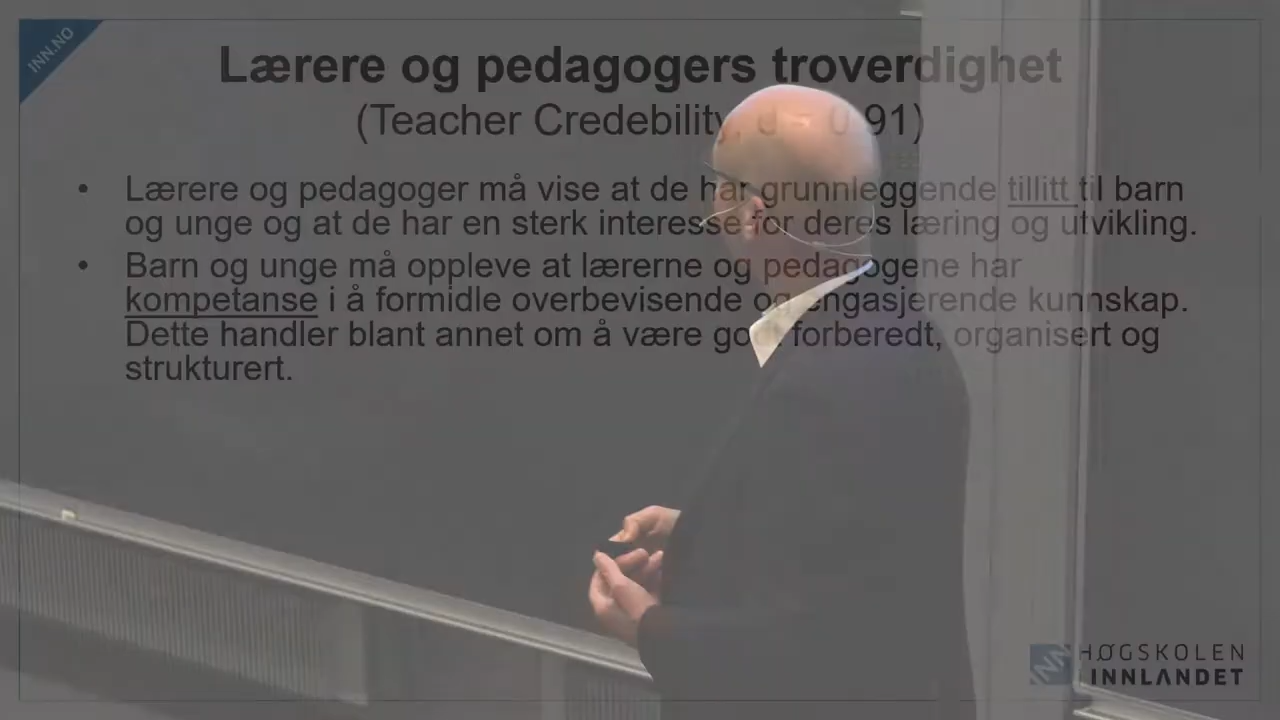 INN.NO
Lærere og pedagogers troverdighet
(Teacher Credebility, d = 0.91)
• Lærere og pedagoger må vise at de har grunnleggende tillitt til barn
og unge og at de har en sterk interesse for deres læring og utvikling.
• Barn og unge må oppleve at lærerne og pedagogene har
kompetanse i å formidle overbevisende og engasjerende kunnskap.
Dette handler blant annet om å være godt forberedt, organisert og
strukturert.
HØGSKOLEN
I INNLANDET